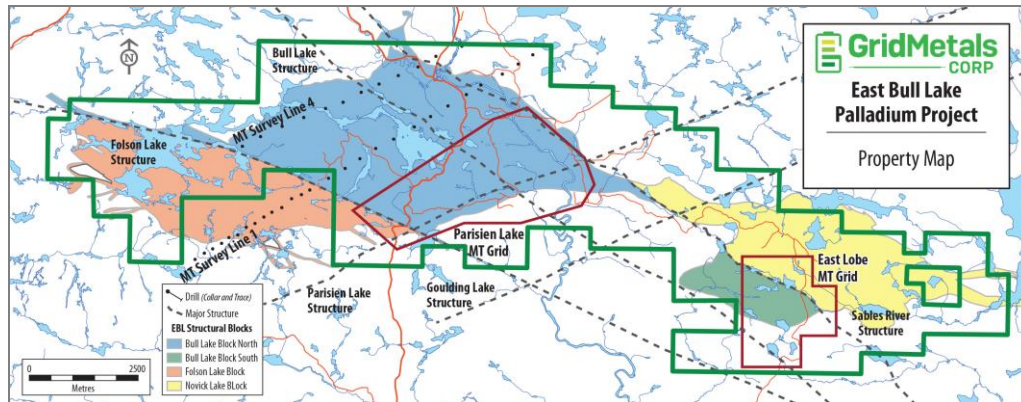 GridMetals
CORP
East Bull Lake
Palladium Project
Property Map
N
Bull Lake
Structure
MT Survey Line 4
Folson Lake
Structure
MT Survey Line 1
Parisien Lake
MT Grid
Parisien Lake
Structure
Goulding Lake
Structure
East Lobe
MT Grid
Sables River
Structure
Drill (Collar and Trace)
Major Structure
EBL Structural Blocks
Bull Lake Block North
Bull Lake Block South
Folson Lake Block
Novick Lake BLock
0 2500
Metres